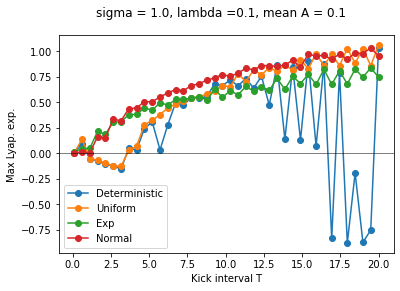 sigma = 1.0, lambda =0.1, mean A = 0.1
1.00
0.75
0.50
0.25
0.00
−0.25
−0.50
−0.75
Max Lyap. exp.
Deterministic
Uniform
Exp
Normal
0.0 2.5 5.0 7.5 10.0 12.5 15.0 17.5 20.0
Kick interval T